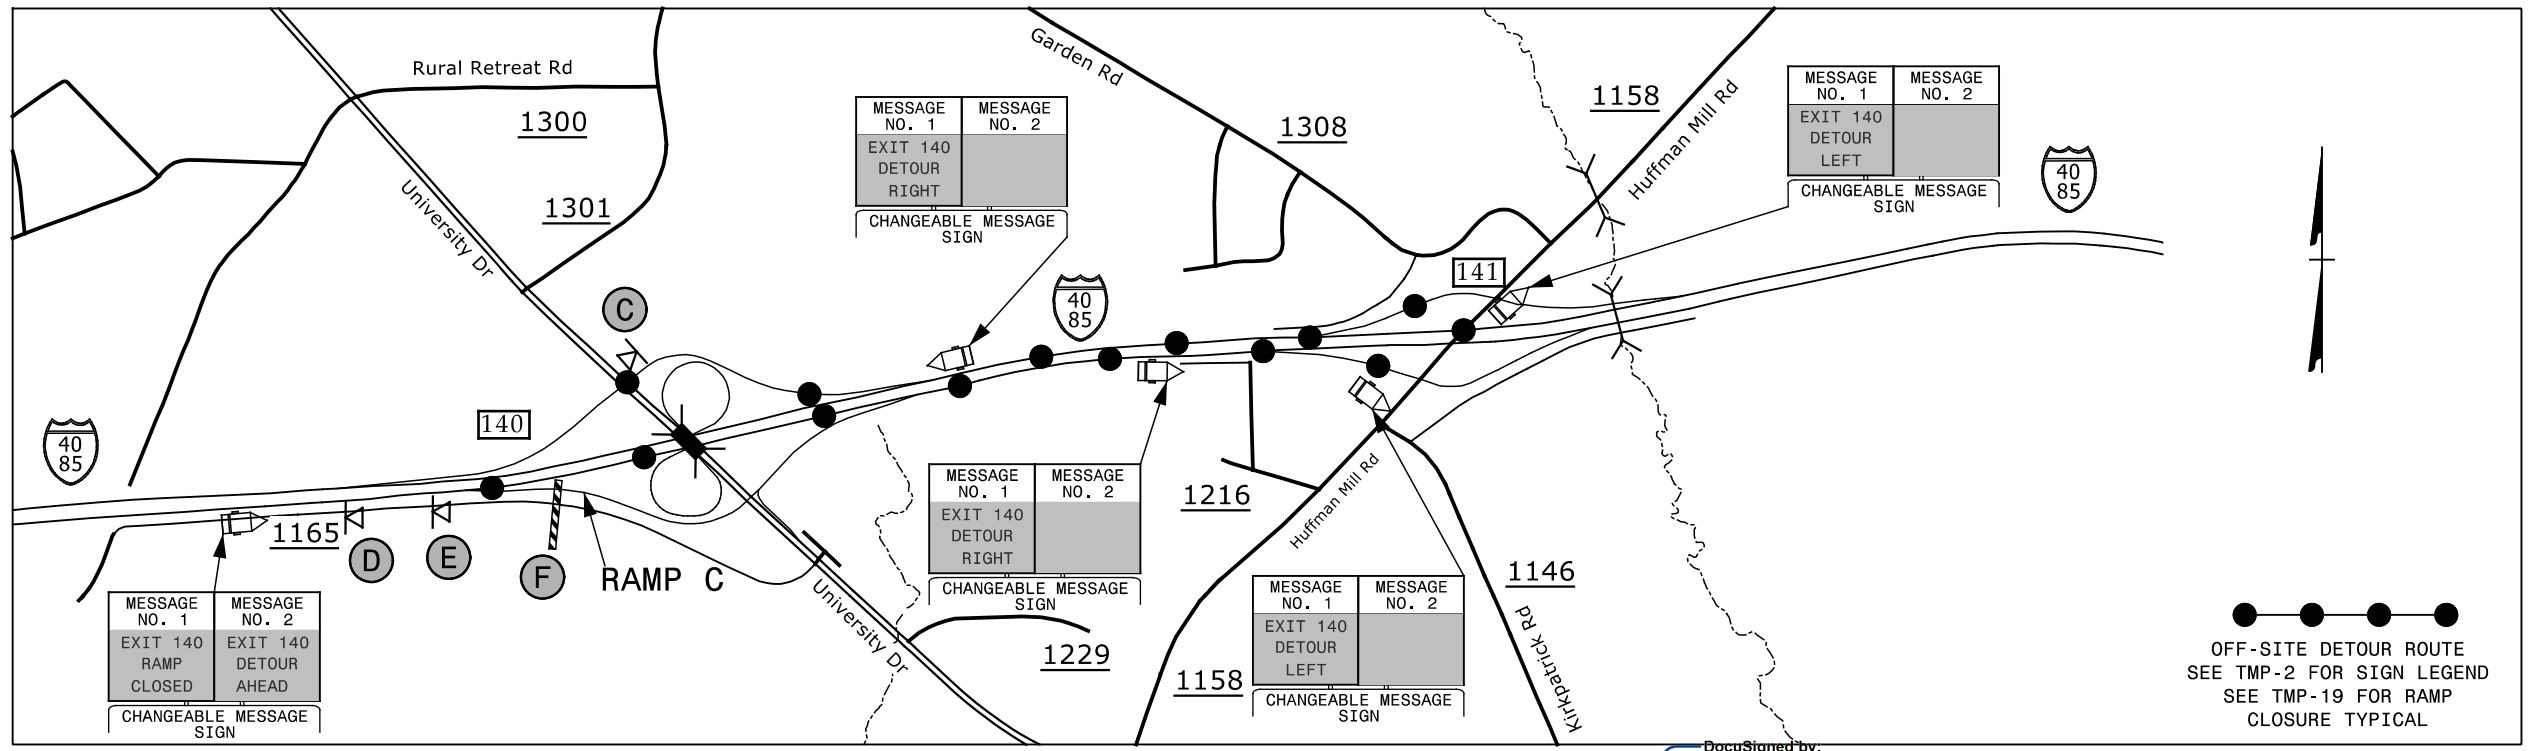 Rural Retreat Rd
1300
1301
University Dr
C
140
40
85
MESSAGE NO. 1
MESSAGE NO. 2
EXIT 140
DETOUR
RIGHT
CHANGEABLE MESSAGE
SIGN
Garden Rd
1308
1158
Huffman Mill Rd
141
40
85
MESSAGE NO. 1
MESSAGE NO. 2
EXIT 140
DETOUR
LEFT
CHANGEABLE MESSAGE
SIGN
40
85
40
85
1165
D
E
F
RAMP C
MESSAGE NO. 1
MESSAGE NO. 2
EXIT 140
RAMP
CLOSED
EXIT 140
DETOUR
AHEAD
CHANGEABLE MESSAGE
SIGN
University Dr
1229
MESSAGE NO. 1
MESSAGE NO. 2
EXIT 140
DETOUR
RIGHT
CHANGEABLE MESSAGE
SIGN
1216
Huffman Mill Rd
1158
MESSAGE NO. 1
MESSAGE NO. 2
EXIT 140
DETOUR
LEFT
CHANGEABLE MESSAGE
SIGN
1146
Kirkpatrick Rd
OFF-SITE DETOUR ROUTE
SEE TMP-2 FOR SIGN LEGEND
SEE TMP-19 FOR RAMP
CLOSURE TYPICAL
DocuSigned by: